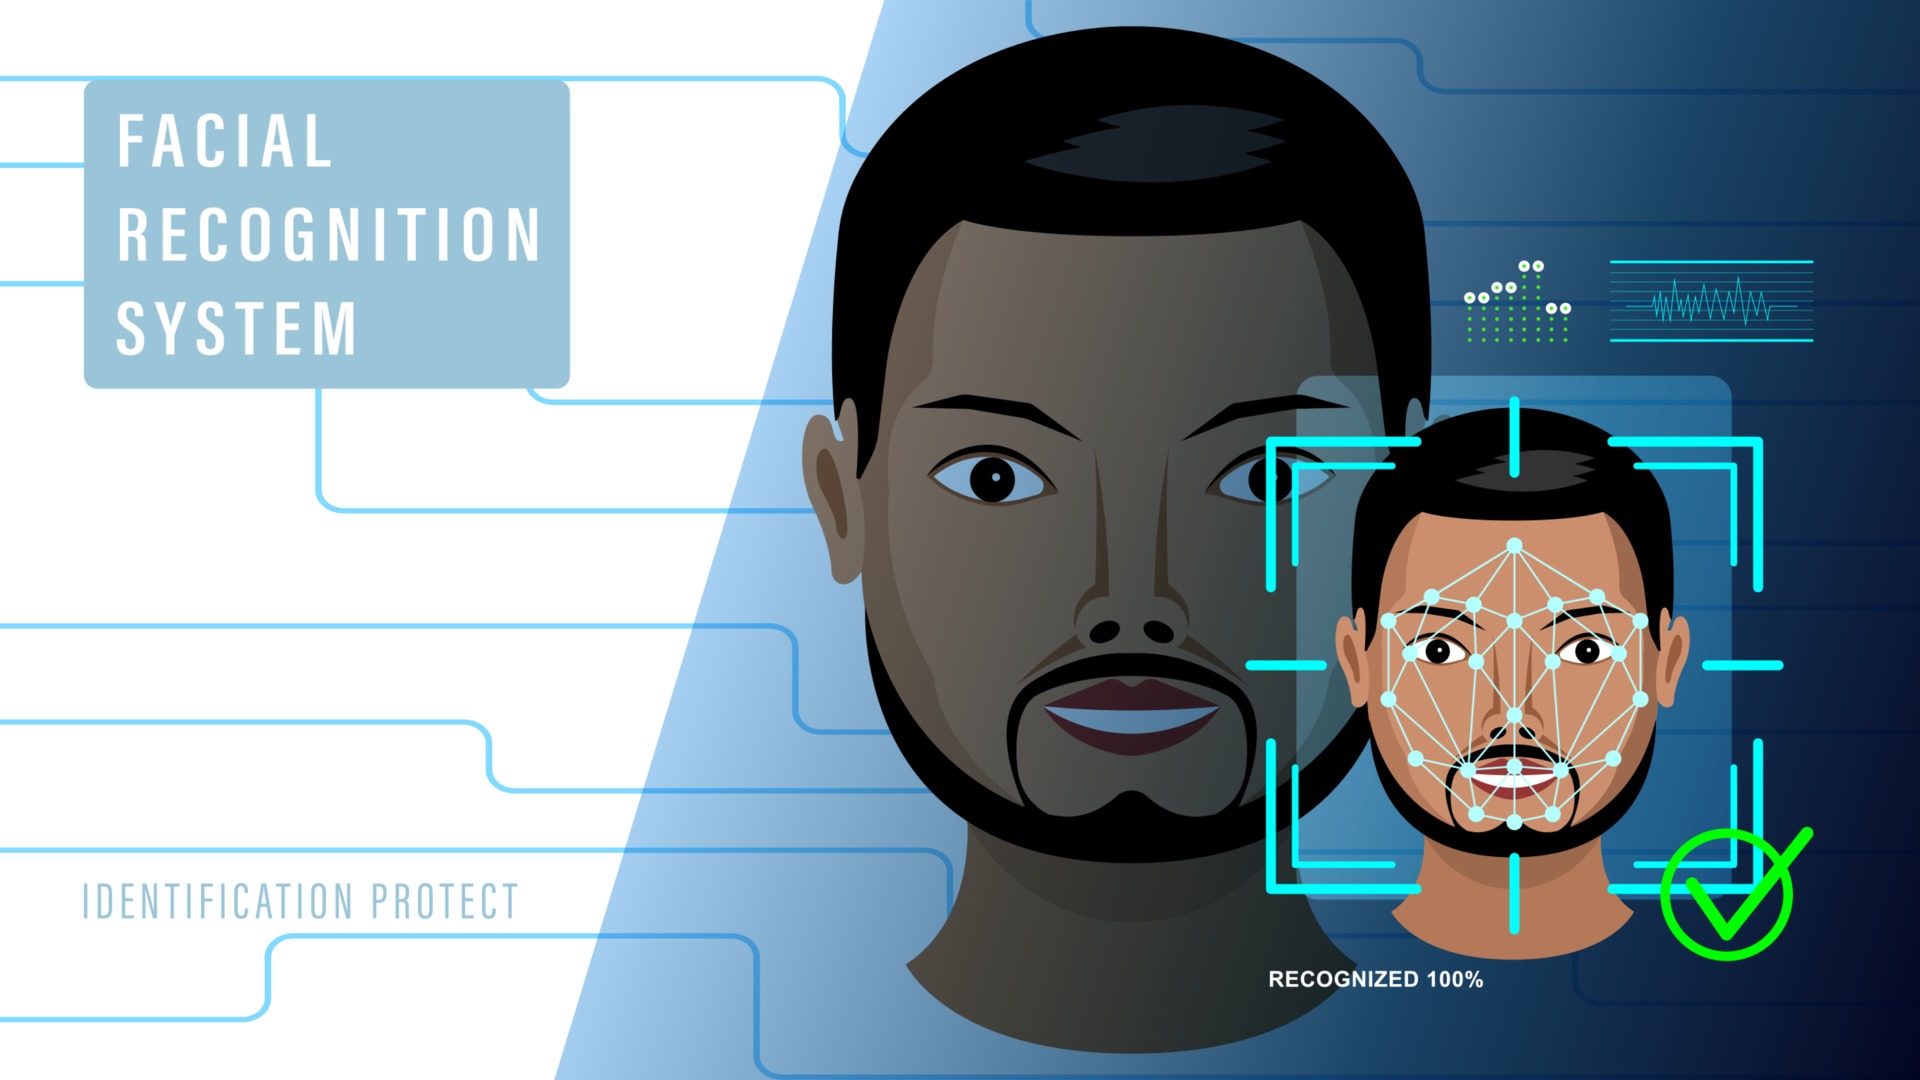 FACIAL
RECOGNITION
SYSTEM
IDENTIFICATION PROTECT
RECOGNIZED 100%